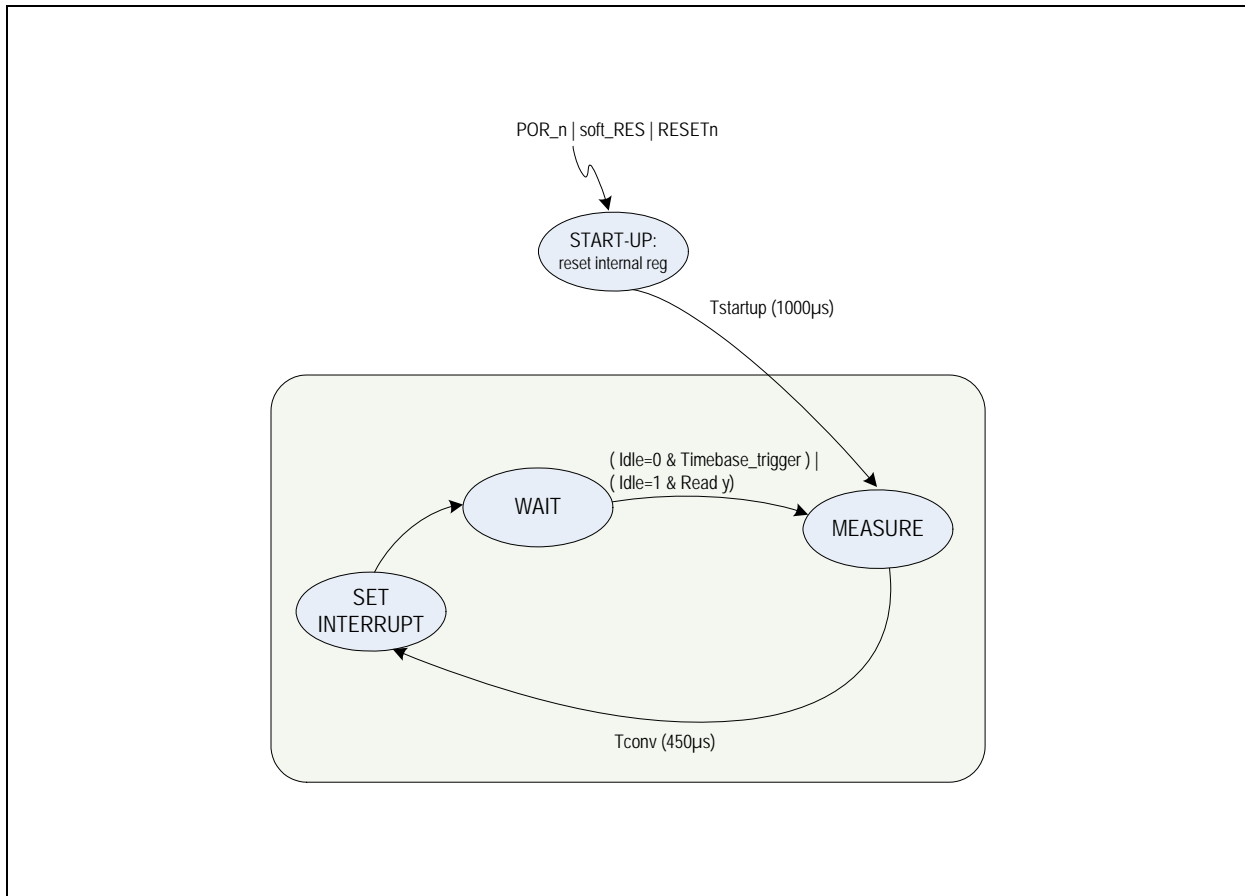 POR_n | soft_RES | RESETn
START-UP:
reset internal reg
Tstartup (1000µs)
( Idle=0 & Timebase_trigger ) |
( Idle=1 & Read y)
WAIT
MEASURE
SET
INTERRUPT
Tconv (450µs)